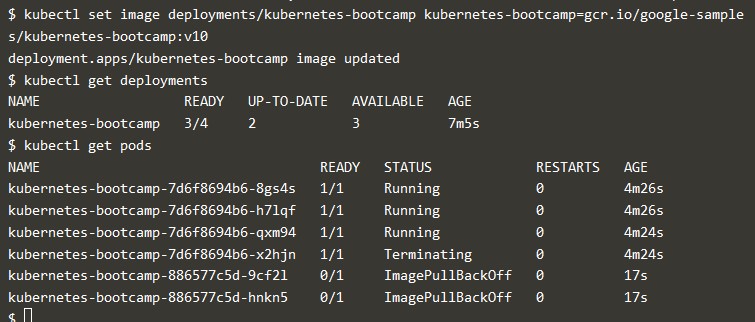 $ kubectl set image deployments/kubernetes-bootcamp kubernetes-bootcamp=gcr.io/google-sample
s/kubernetes-bootcamp:v10
deployment.apps/kubernetes-bootcamp image updated
$ kubectl get deployments
NAME READY UP-TO-DATE AVAILABLE AGE
kubernetes-bootcamp 3/4 2 3 7m5s
$ kubectl get pods
NAME READY STATUS RESTARTS AGE
kubernetes-bootcamp-7d6f8694b6-8gs4s 1/1 Running 0 4m26s
kubernetes-bootcamp-7d6f8694b6-h7lqf 1/1 Running 0 4m26s
kubernetes-bootcamp-7d6f8694b6-qxm94 1/1 Running 0 4m24s
kubernetes-bootcamp-7d6f8694b6-x2hjn 1/1 Terminating 0 4m24s
kubernetes-bootcamp-886577c5d-9cf2l 0/1 ImagePullBackOff 0 17s
kubernetes-bootcamp-886577c5d-hnkn5 0/1 ImagePullBackOff 0 17s
$